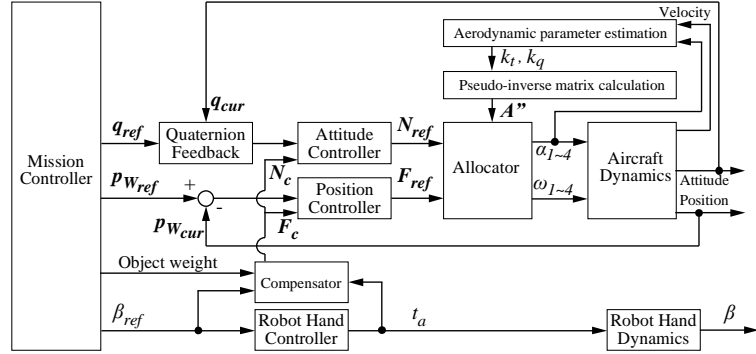 Velocity
Aerodynamic parameter estimation
k_t , k_q
Pseudo-inverse matrix calculation
A”
q_cur
q_ref
Quaternion
Feedback
Attitude
Controller
N_ref
Allocator
α_1~4
Aircraft
Dynamics
Mission
Controller
N_c
p_Wref
+
-
Position
Controller
F_ref
ω_1~4
Attitude
Position
p_Wcur
F_c
Object weight
Compensator
β_ref
Robot Hand
Controller
t_a
Robot Hand
Dynamics
β